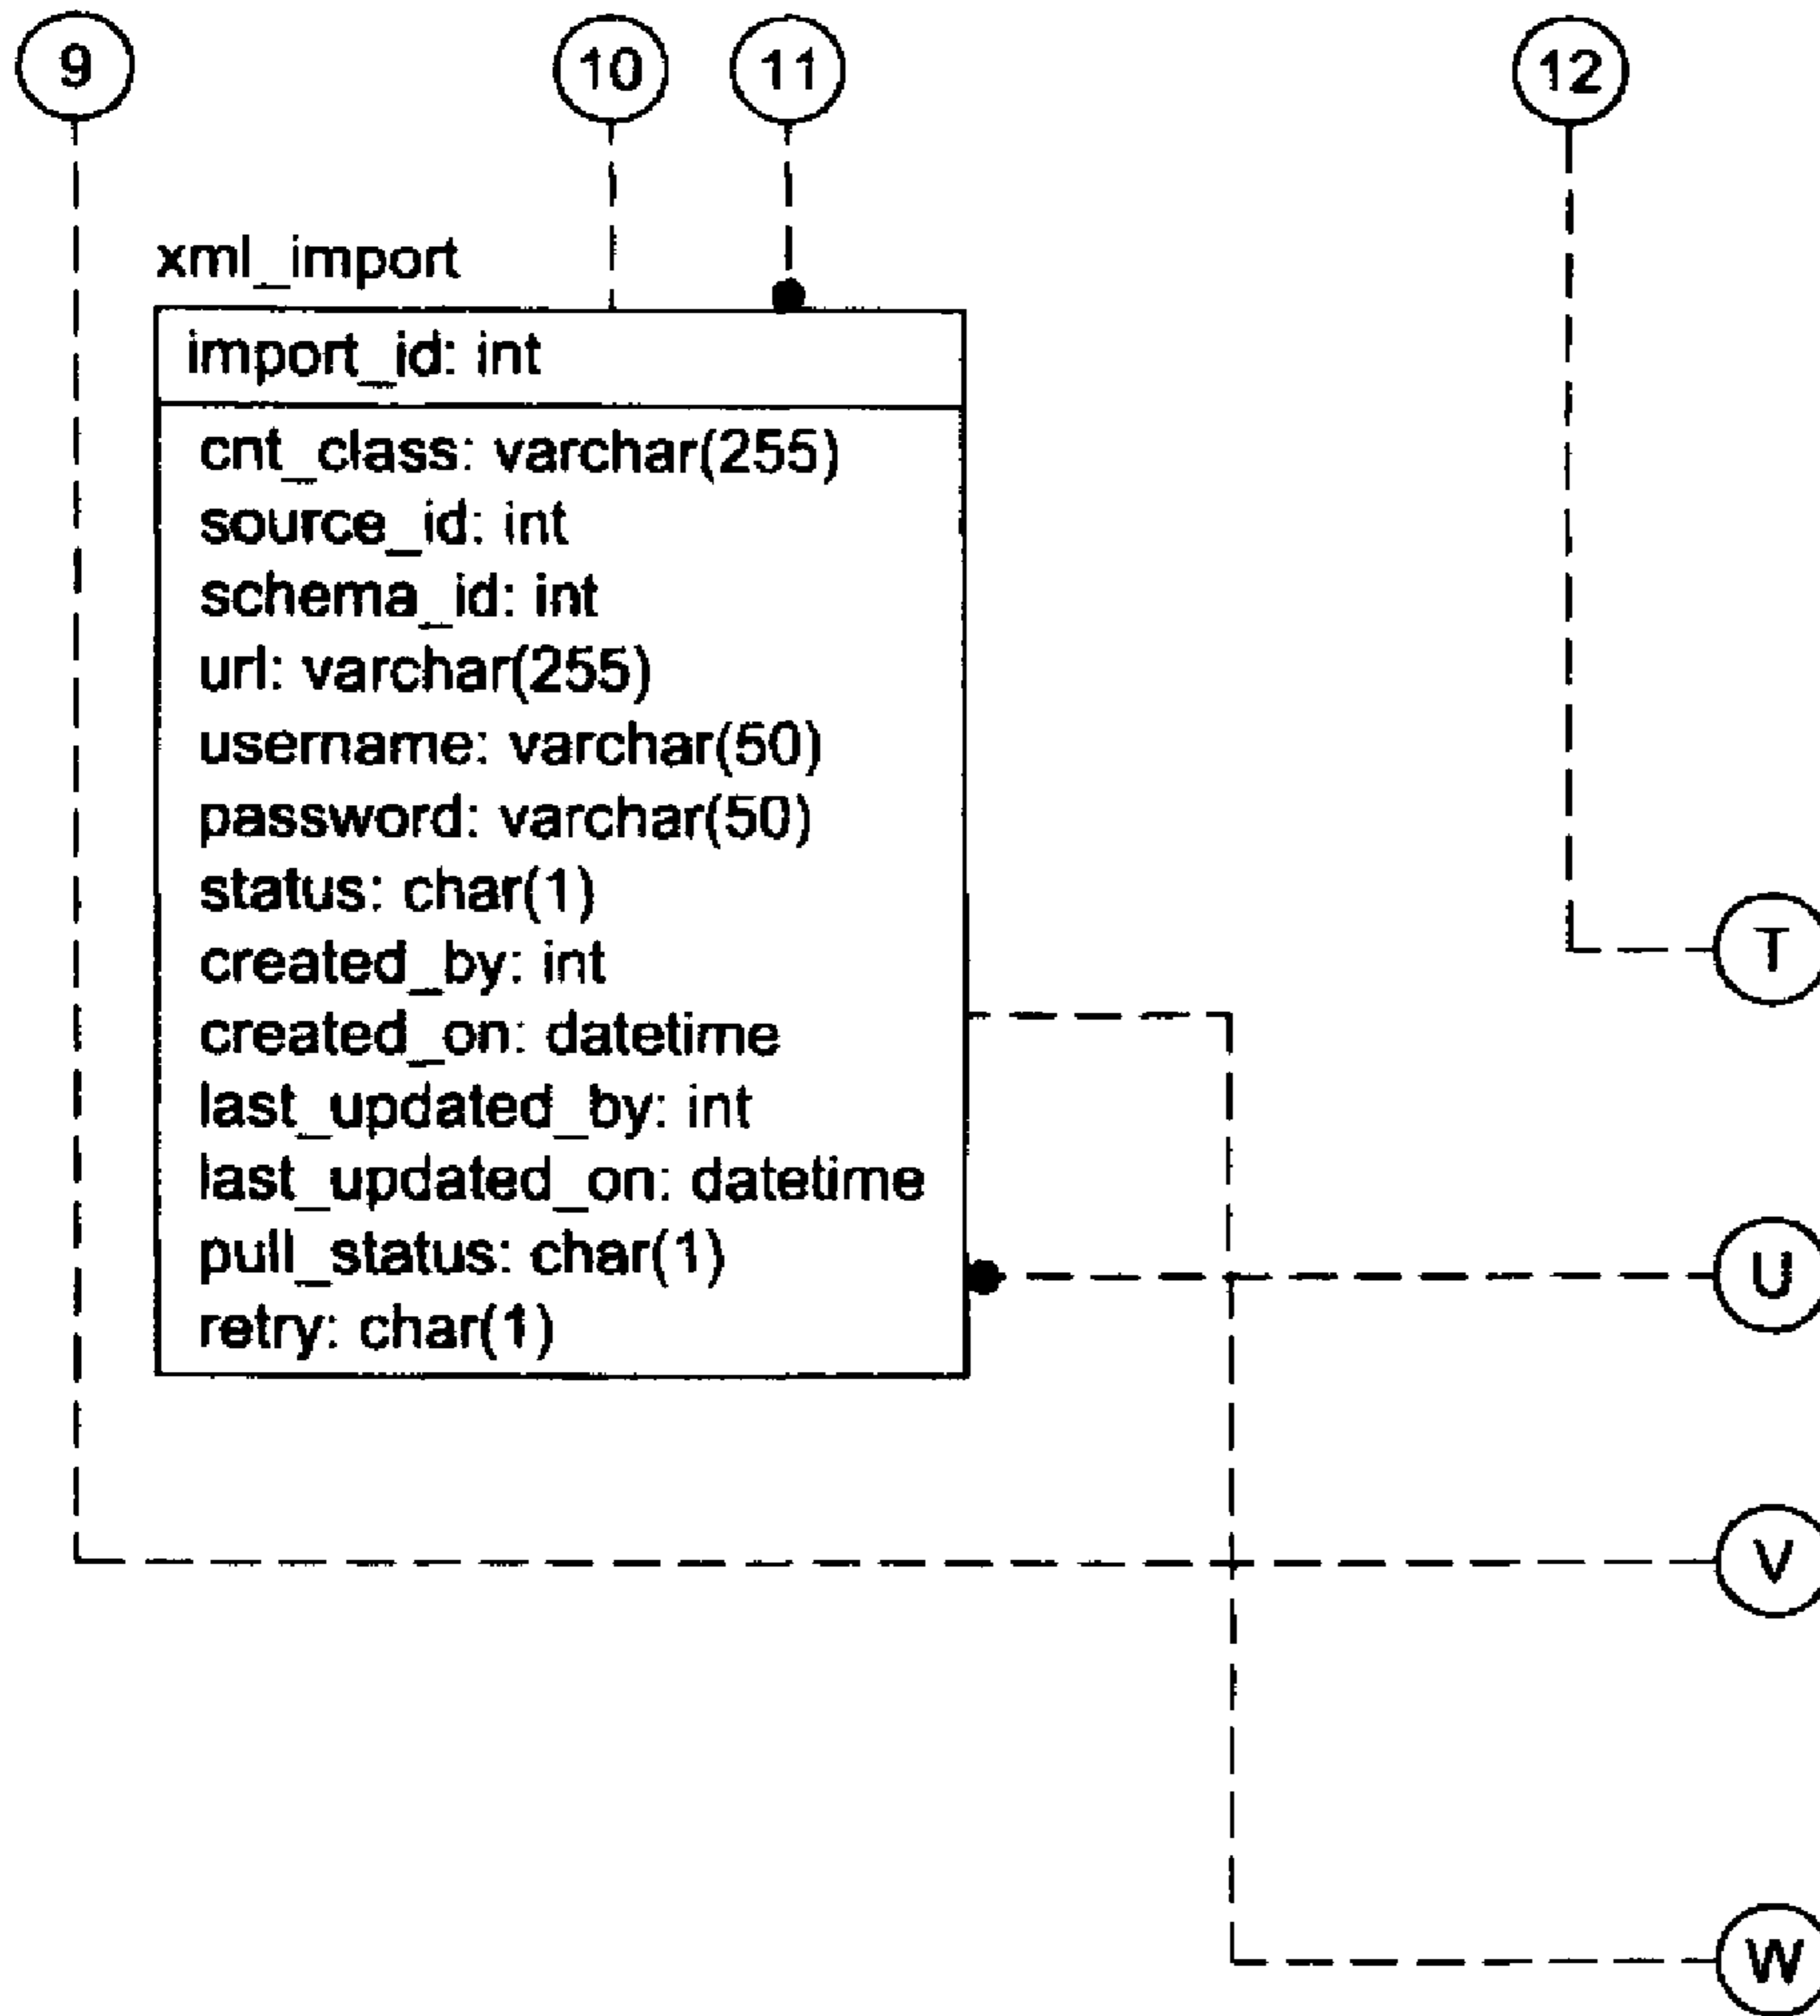 9
10
11
12
xml_import
import_id: int
cnt_class: varchar(255)
source_id: int
schema_id: int
url: varchar(255)
username: varchar(50)
password: varchar(50)
status: char(1)
created_by: int
T
created_on: datetime
last_updated_by: int
last_updated_on: datetime
pull_status: char(1)
U
retry: char(1)
V
W